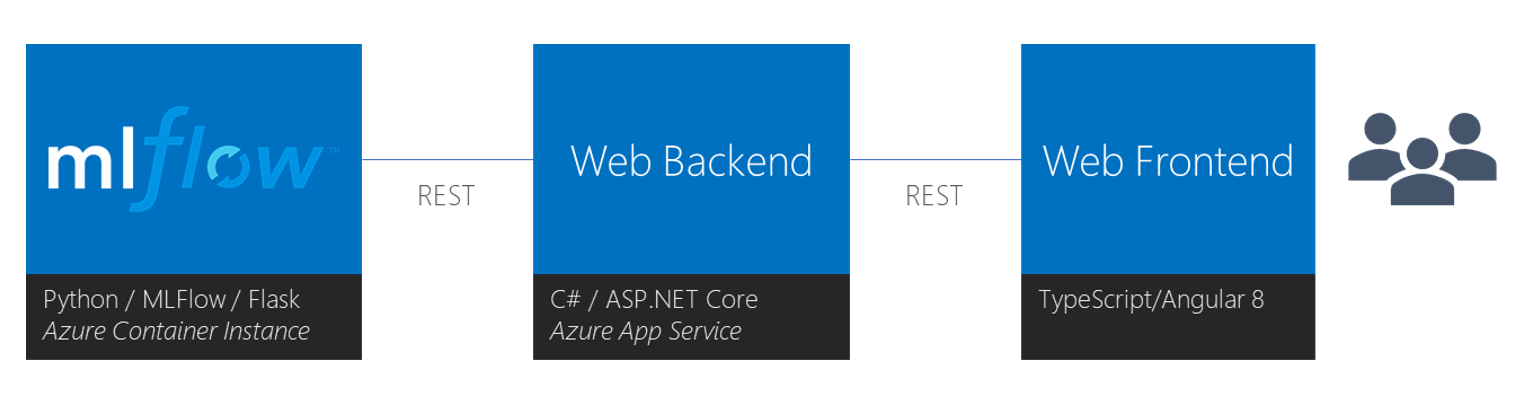 mlflow™
REST
Web Backend
REST
Web Frontend
Python / MLFlow / Flask
Azure Container Instance
C# / ASP.NET Core
Azure App Service
TypeScript/Angular 8